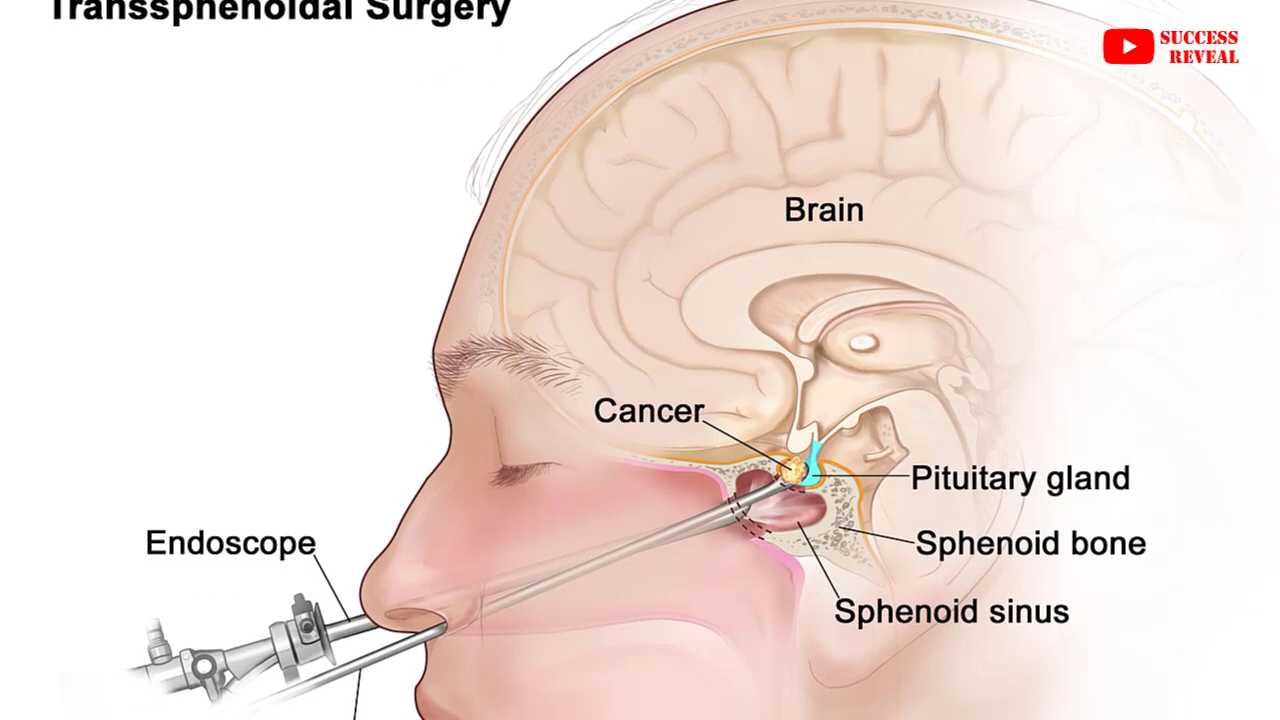 Transsphenoidal Surgery
SUCCESS
REVEAL
Brain
Cancer
Pituitary gland
Endoscope
Sphenoid bone
Sphenoid sinus